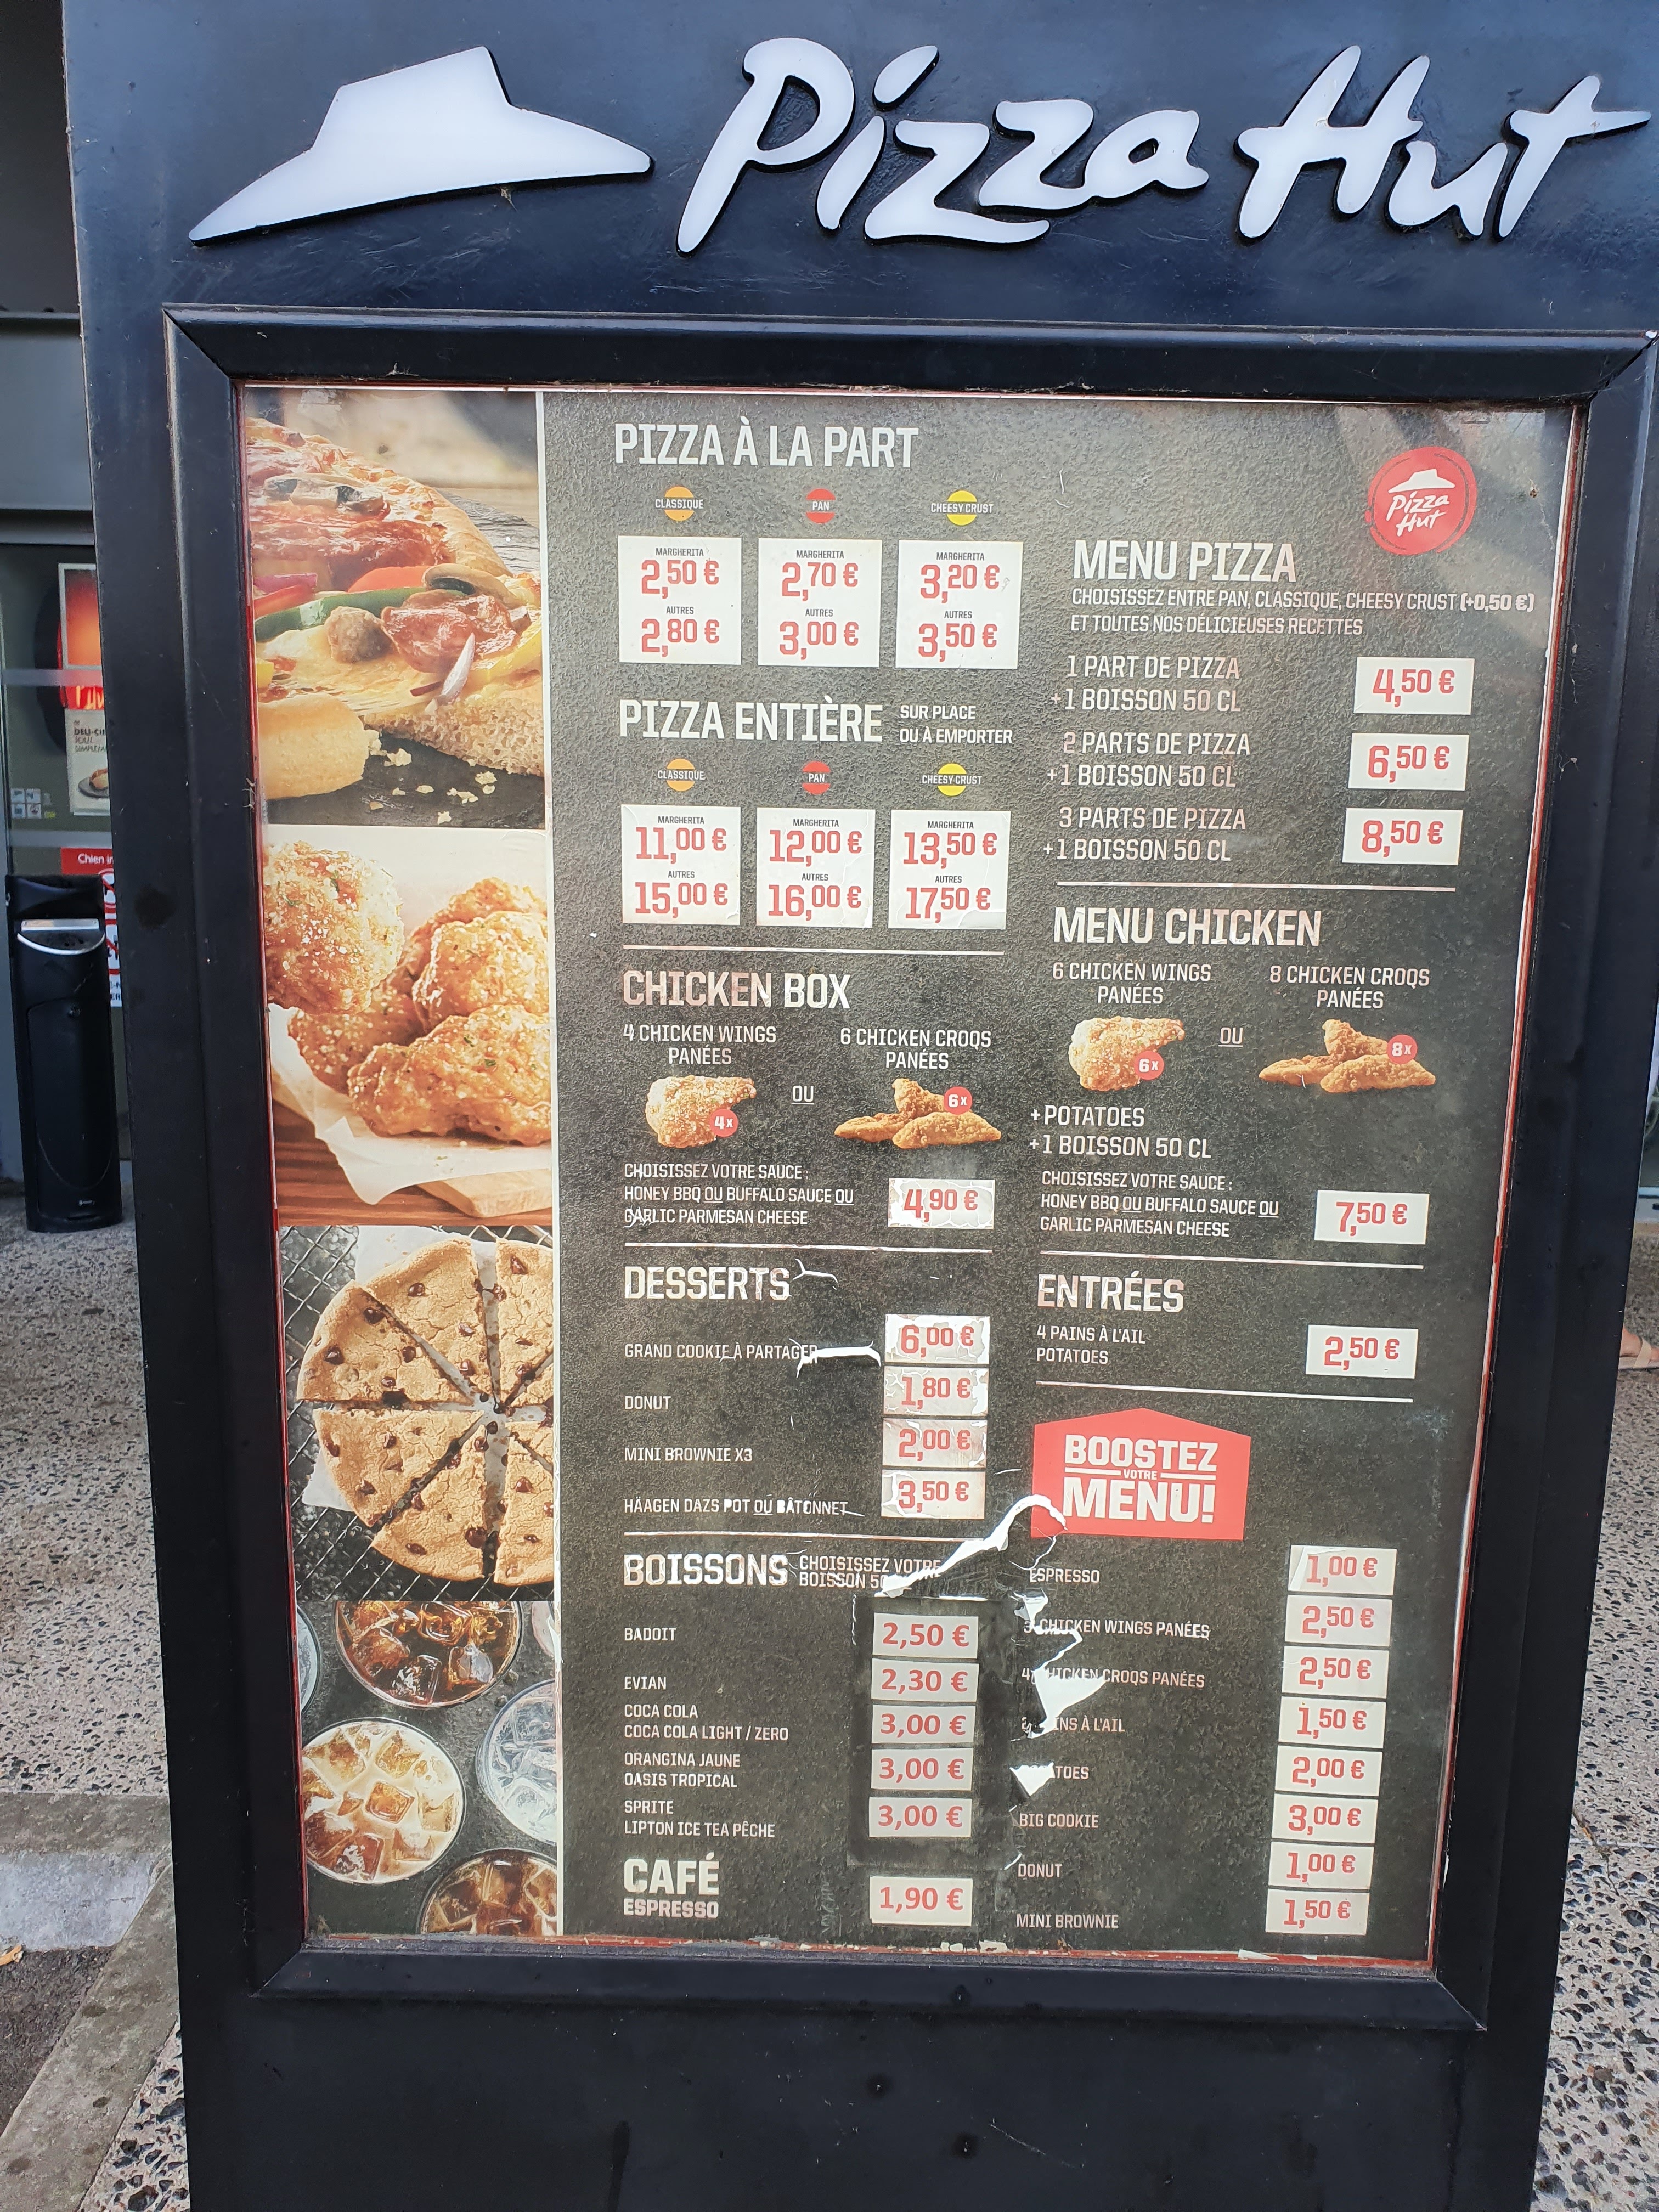 Pizza Hut
PIZZA À LA PART
CLASSIQUE
PAN
CHEESY CRUST
MARGHERITA
2,50 €
AUTRES
2,80 €
MARGHERITA
2,70 €
AUTRES
3,00 €
MARGHERITA
3,20 €
AUTRES
3,50 €
PIZZA ENTIÈRE
SUR PLACE
OU À EMPORTER
CLASSIQUE
PAN
CHEESY CRUST
MARGHERITA
11,00 €
AUTRES
15,00 €
MARGHERITA
12,00 €
AUTRES
16,00 €
MARGHERITA
13,50 €
AUTRES
17,50 €
CHICKEN BOX
4 CHICKEN WINGS
PANÉES
4x
OU
6 CHICKEN CROQS
PANÉES
6x
CHOISISSEZ VOTRE SAUCE :
HONEY BBQ OU BUFFALO SAUCE OU
GARLIC PARMESAN CHEESE
4,90 €
DESSERTS
GRAND COOKIE À PARTAGER
6,00 €
DONUT
1,80 €
MINI BROWNIE X3
2,00 €
HÄAGEN DAZS POT OU BÂTONNET
3,50 €
BOISSONS
CHOISISSEZ VOTRE
BOISSON 50
BADOIT
2,50 €
EVIAN
2,30 €
COCA COLA
COCA COLA LIGHT / ZERO
3,00 €
ORANGINA JAUNE
OASIS TROPICAL
3,00 €
SPRITE
LIPTON ICE TEA PÊCHE
3,00 €
CAFÉ
ESPRESSO
1,90 €
Pizza
Hut
MENU PIZZA
CHOISISSEZ ENTRE PAN, CLASSIQUE, CHEESY CRUST (+0,50 €)
ET TOUTES NOS DÉLICIEUSES RECETTES
1 PART DE PIZZA
+1 BOISSON 50 CL
4,50 €
2 PARTS DE PIZZA
+1 BOISSON 50 CL
6,50 €
3 PARTS DE PIZZA
+1 BOISSON 50 CL
8,50 €
MENU CHICKEN
6 CHICKEN WINGS
PANÉES
6x
OU
8 CHICKEN CROQS
PANÉES
8x
+ POTATOES
+1 BOISSON 50 CL
CHOISISSEZ VOTRE SAUCE :
HONEY BBQ OU BUFFALO SAUCE OU
GARLIC PARMESAN CHEESE
7,50 €
ENTRÉES
4 PAINS À L'AIL
POTATOES
2,50 €
BOOSTEZ
VOTRE
MENU!
ESPRESSO
1,00 €
3 CHICKEN WINGS PANÉES
2,50 €
4 CHICKEN CROQS PANÉES
2,50 €
À L'AIL
1,50 €
2,00 €
BIG COOKIE
3,00 €
DONUT
1,00 €
MINI BROWNIE
1,50 €
Chien